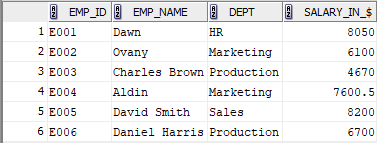 EMP_ID EMP_NAME DEPT SALARY_IN_$
1 E001 Dawn HR 8050
2 E002 Ovany Marketing 6100
3 E003 Charles Brown Production 4670
4 E004 Aldin Marketing 7600.5
5 E005 David Smith Sales 8200
6 E006 Daniel Harris Production 6700